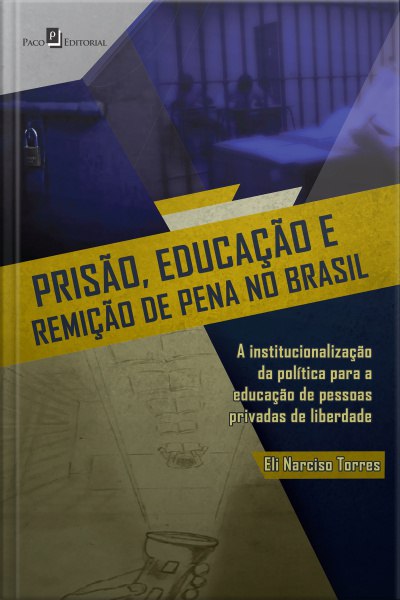 PACO EDITORIAL
PRISÃO, EDUCAÇÃO E
REMIÇÃO DE PENA NO BRASIL
A institucionalização
da política para a
educação de pessoas
privadas de liberdade
Eli Narciso Torres